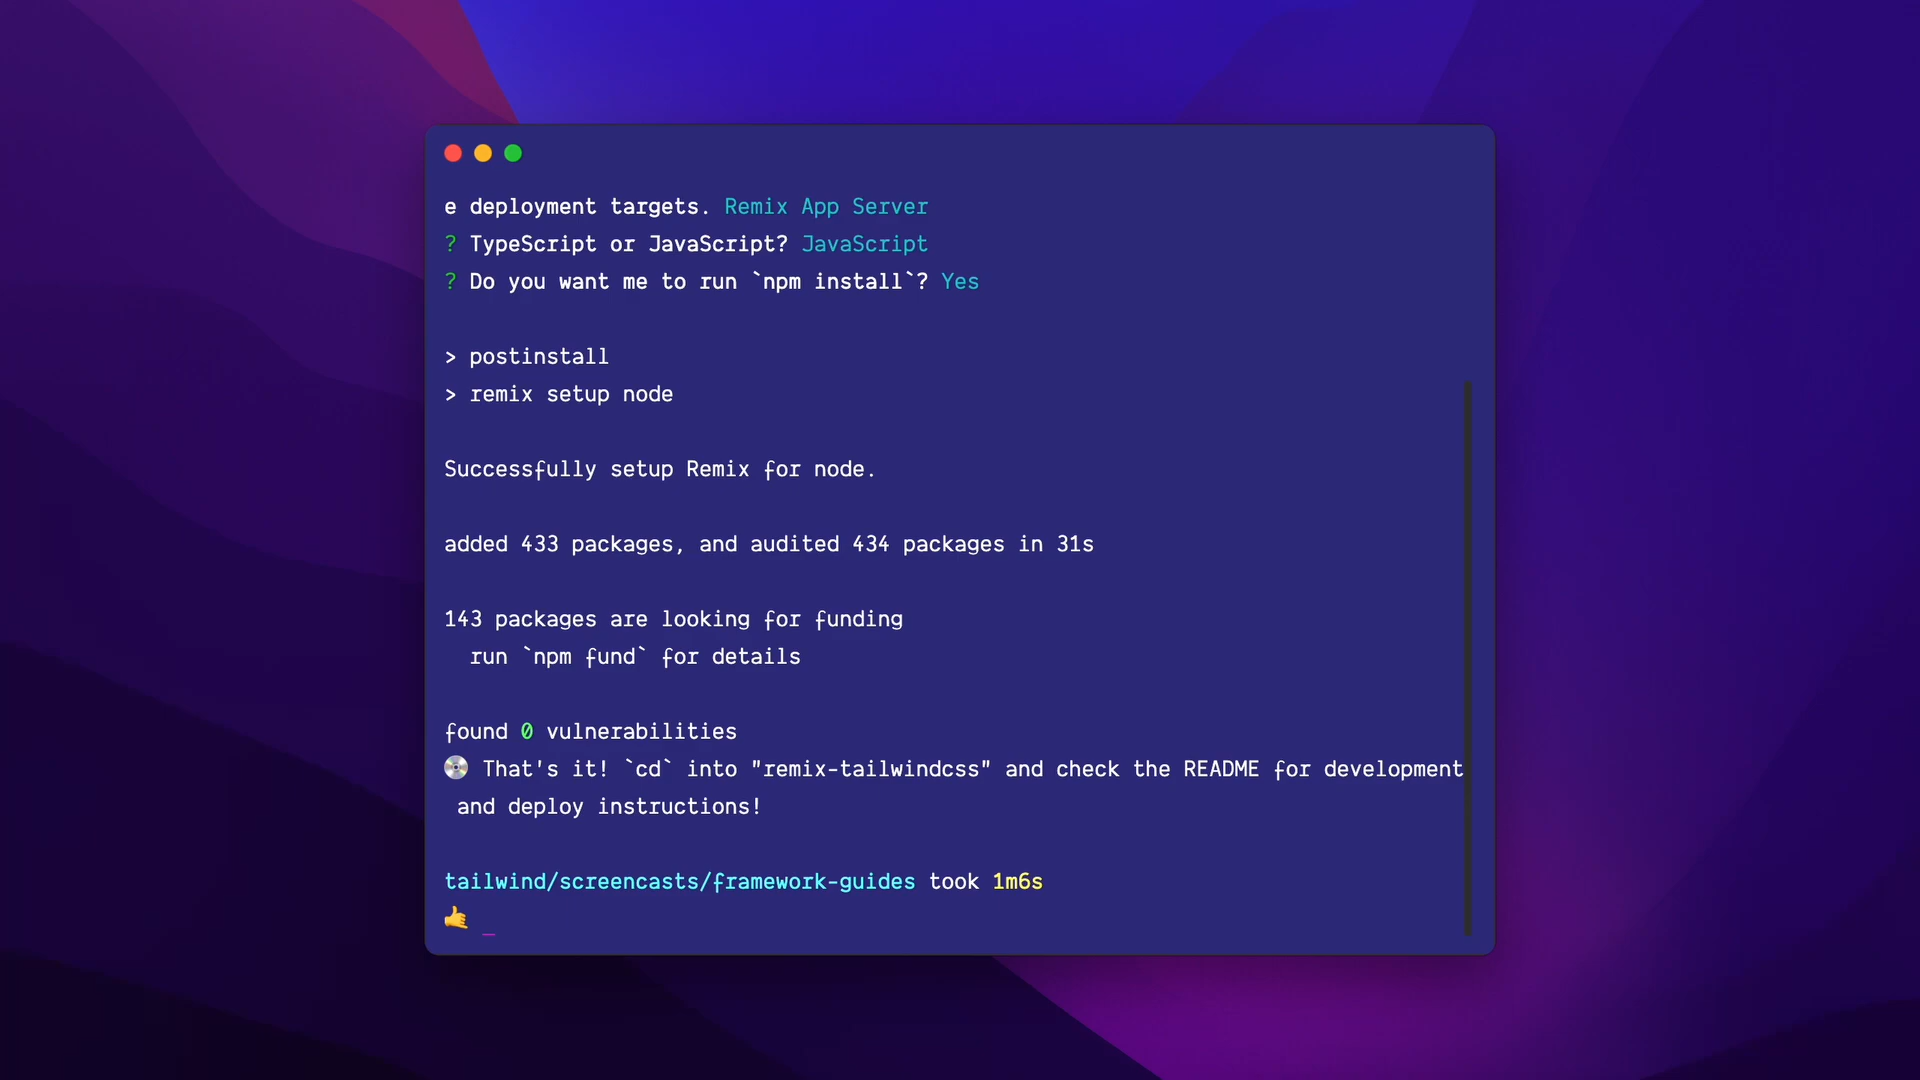 e deployment targets. Remix App Server
? TypeScript or JavaScript? JavaScript
? Do you want me to run `npm install`? Yes
> postinstall
> remix setup node
Successfully setup Remix for node.
added 433 packages, and audited 434 packages in 31s
143 packages are looking for funding
  run `npm fund` for details
found 0 vulnerabilities
💿 That's it! `cd` into "remix-tailwindcss" and check the README for development
 and deploy instructions!
tailwind/screencasts/framework-guides took 1m6s
🤙 _